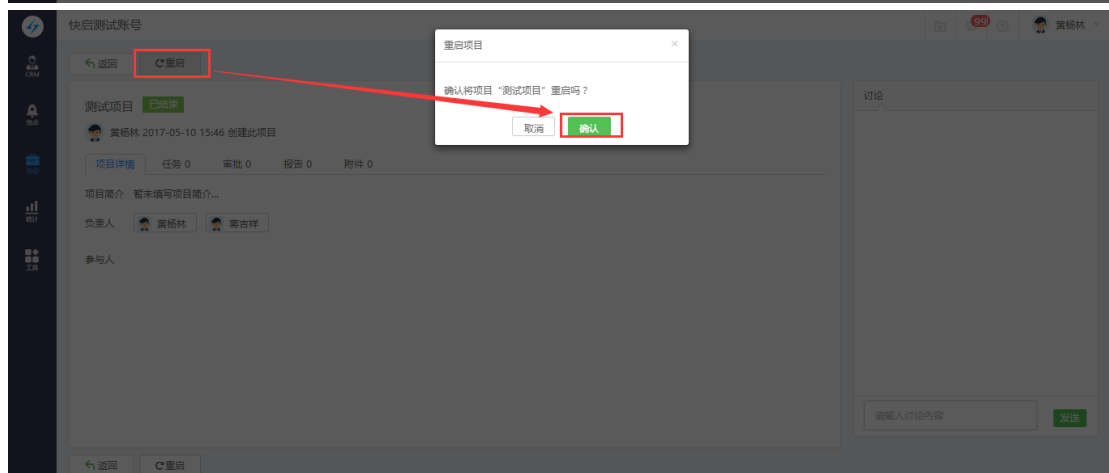 快启测试账号
99
黄杨林
CRM
办公
统计
工具
返回
重启
测试项目 已结束
黄杨林 2017-05-10 15:46 创建此项目
项目详情 任务 0 审批 0 报告 0 附件 0
项目简介 暂未填写项目简介...
负责人 黄杨林 蒋吉祥
参与人
重启项目
×
确认将项目“测试项目”重启吗？
取消 确认
讨论
请输入讨论内容
发送
返回 重启